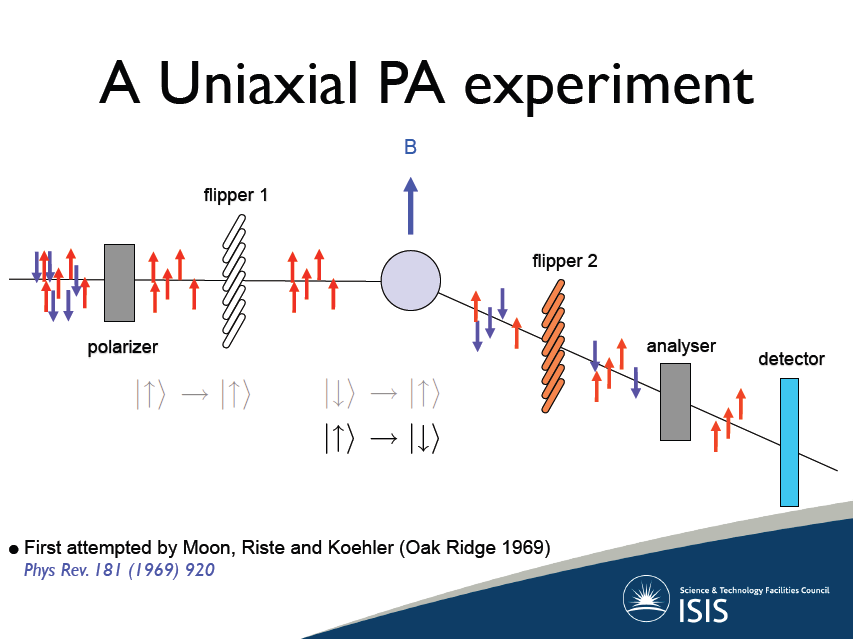 A Uniaxial PA experiment
B
flipper 1
flipper 2
polarizer
analyser
detector
|↑⟩ → |↑⟩
|↓⟩ → |↑⟩
|↑⟩ → |↓⟩
● First attempted by Moon, Riste and Koehler (Oak Ridge 1969)
Phys Rev. 181 (1969) 920
Science & Technology Facilities Council
ISIS